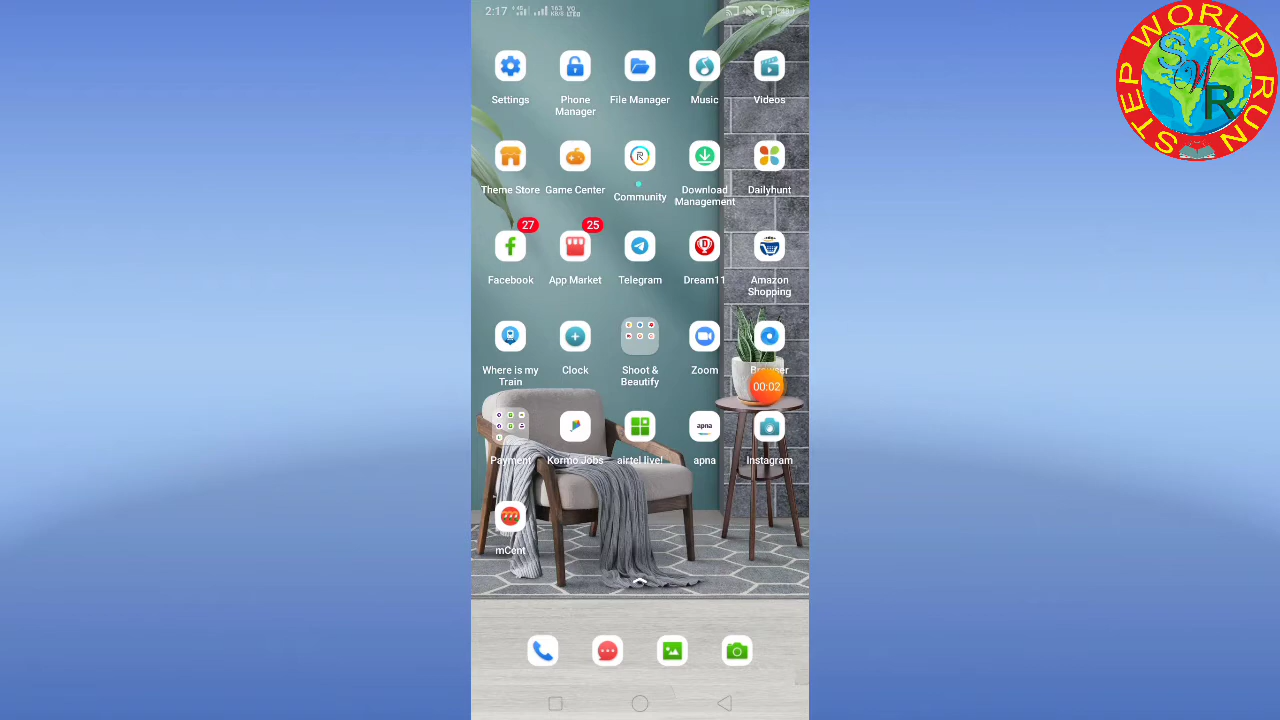 2:17 163 KB/S
Settings
Phone Manager
File Manager
Music
Videos
Theme Store
Game Center
R
Community
Download Management
Dailyhunt
27
Facebook
25
App Market
Telegram
D
Dream11
Amazon Shopping
Where is my Train
Clock
Shoot & Beautify
Zoom
Browser
00:02
Payment
Kormo Jobs
airtel live!
apna
apna
Instagram
mCent
STEP WORLD RUN
S W R